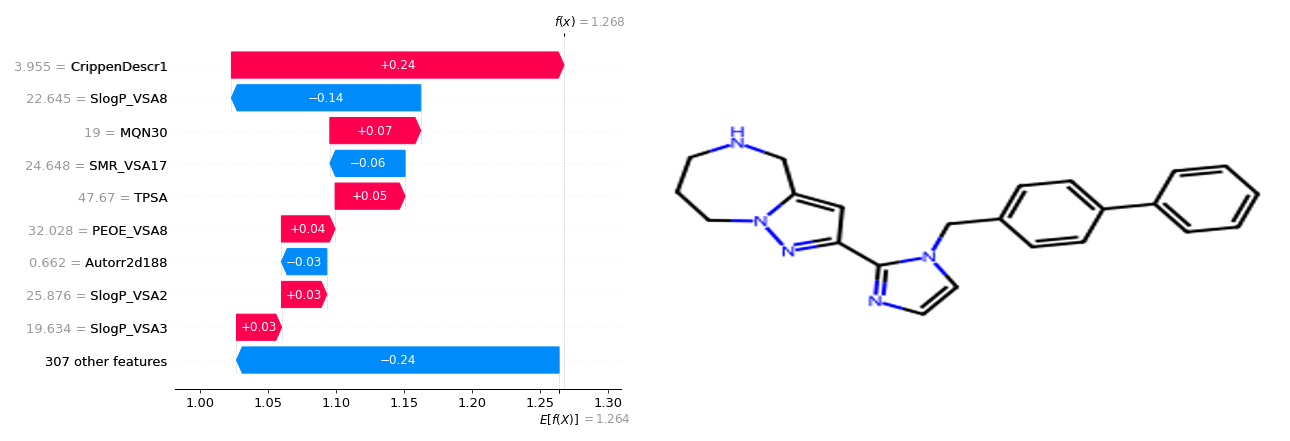 f(x) = 1.268
3.955 = CrippenDescr1 +0.24
22.645 = SlogP_VSA8 −0.14
19 = MQN30 +0.07
24.648 = SMR_VSA17 −0.06
47.67 = TPSA +0.05
32.028 = PEOE_VSA8 +0.04
0.662 = Autorr2d188 −0.03
25.876 = SlogP_VSA2 +0.03
19.634 = SlogP_VSA3 +0.03
307 other features −0.24
1.00 1.05 1.10 1.15 1.20 1.25 1.30
E[f(X)] = 1.264
H
N
N
N
N
N